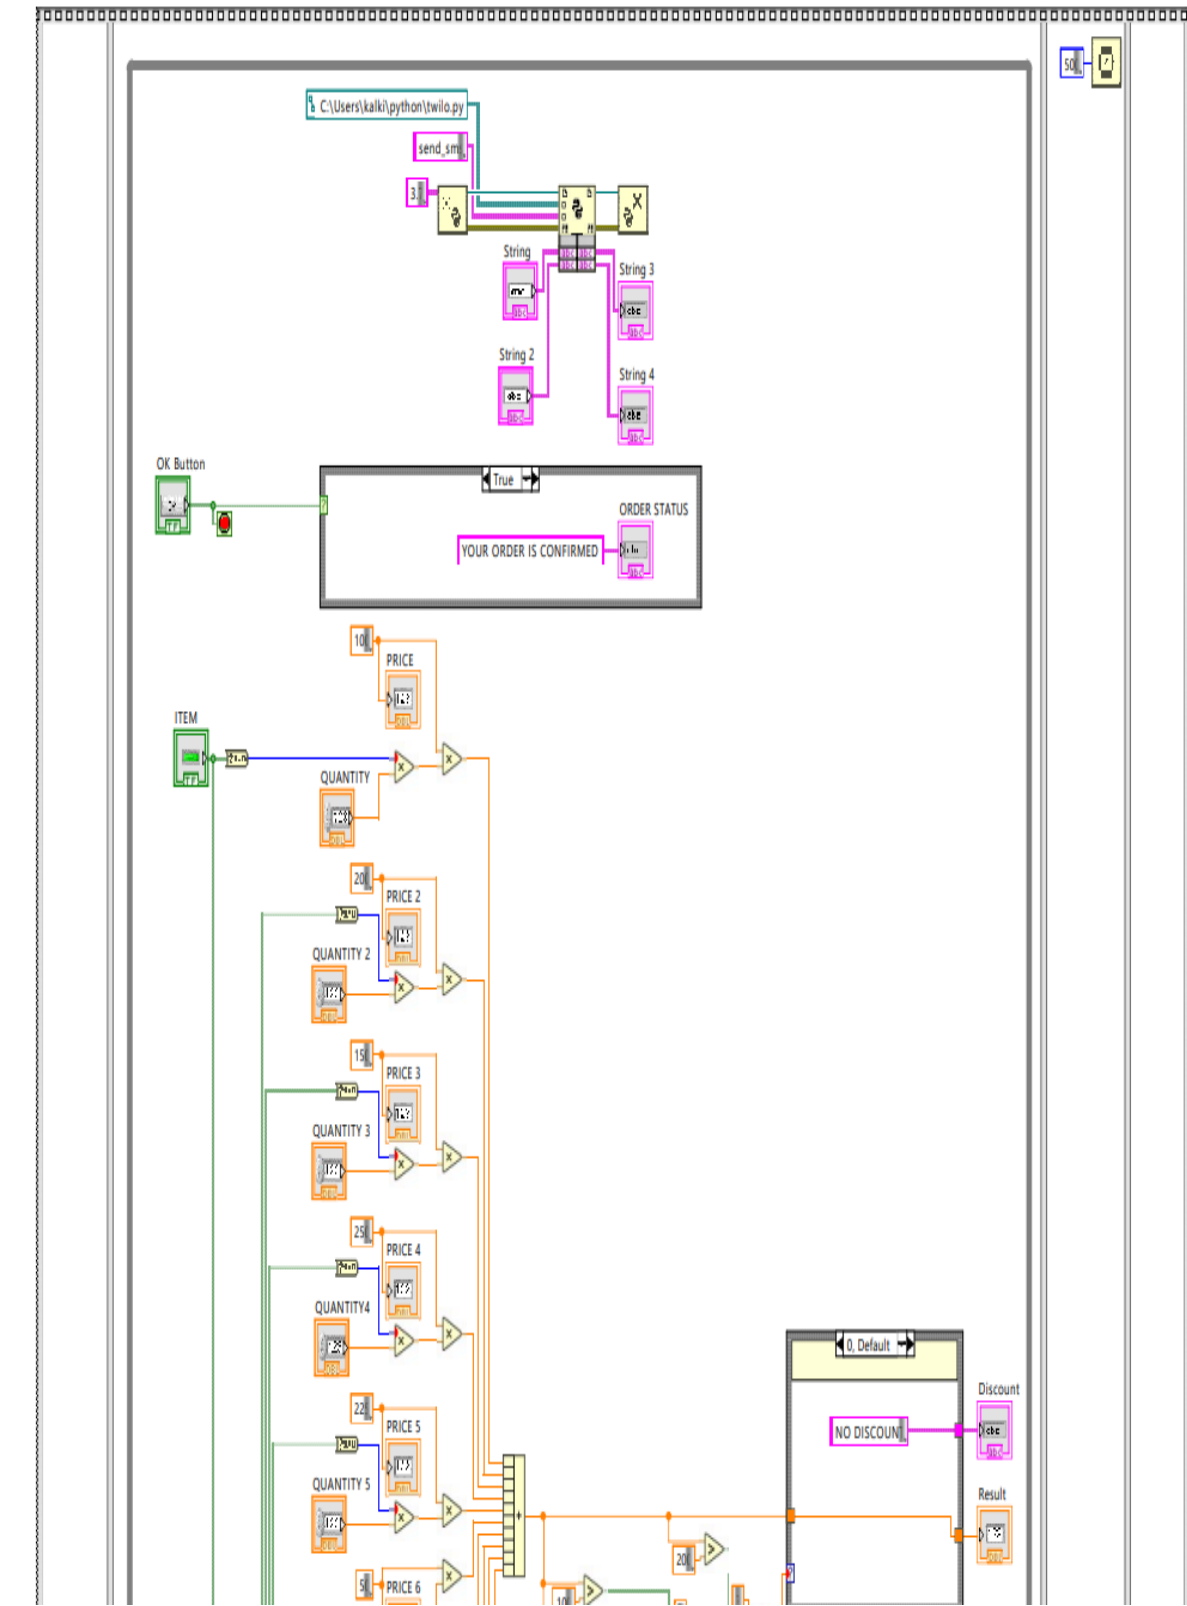 50
C:\Users\kalki\python\twilo.py
send_sm
3.
String
String 3
String 2
String 4
OK Button
True
ORDER STATUS
YOUR ORDER IS CONFIRMED
10
PRICE
ITEM
QUANTITY
20
PRICE 2
QUANTITY 2
15
PRICE 3
QUANTITY 3
25
PRICE 4
QUANTITY4
0, Default
Discount
22
PRICE 5
NO DISCOUNT
QUANTITY 5
Result
20
5
PRICE 6
10